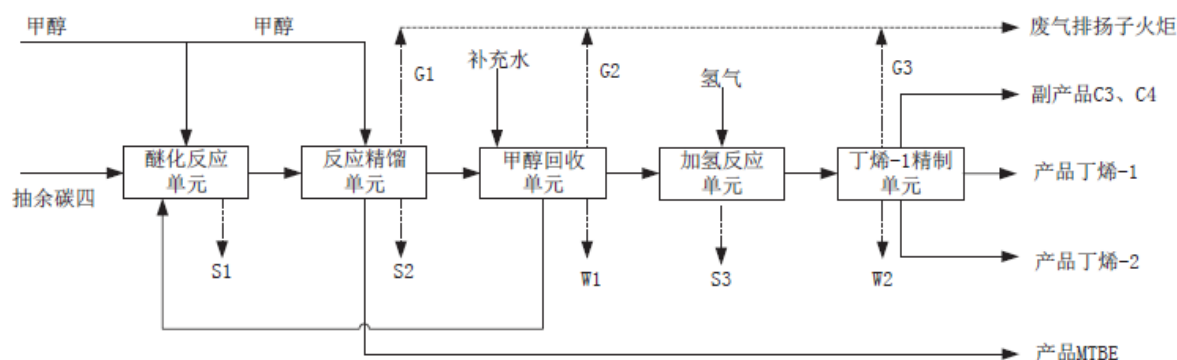 甲醇
甲醇
废气排扬子火炬
G1
补充水
G2
氢气
G3
副产品C3、C4
醚化反应
单元
反应精馏
单元
甲醇回收
单元
加氢反应
单元
丁烯-1精制
单元
产品丁烯-1
抽余碳四
S1
S2
W1
S3
W2
产品丁烯-2
产品MTBE